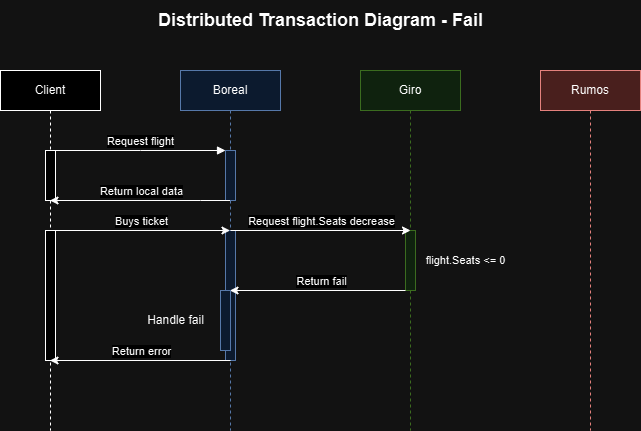 Distributed Transaction Diagram - Fail
Client
Boreal
Giro
Rumos
Request flight
Return local data
Buys ticket
Request flight.Seats decrease
flight.Seats <= 0
Return fail
Handle fail
Return error